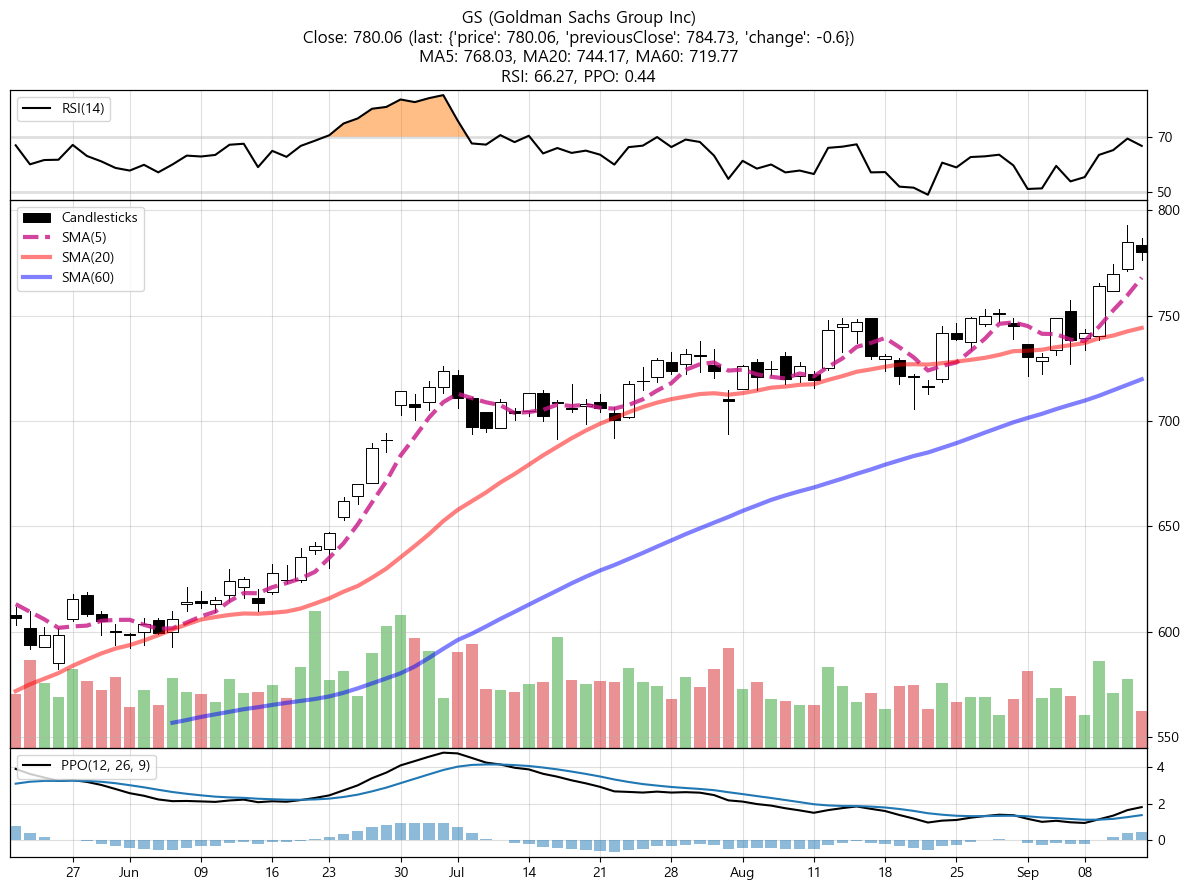 GS (Goldman Sachs Group Inc)
Close: 780.06 (last: {'price': 780.06, 'previousClose': 784.73, 'change': -0.6})
MA5: 768.03, MA20: 744.17, MA60: 719.77
RSI: 66.27, PPO: 0.44
RSI(14)
70
50
Candlesticks
SMA(5)
SMA(20)
SMA(60)
800
750
700
650
600
550
PPO(12, 26, 9)
4
2
0
27 Jun 09 16 23 30 Jul 14 21 28 Aug 11 18 25 Sep 08